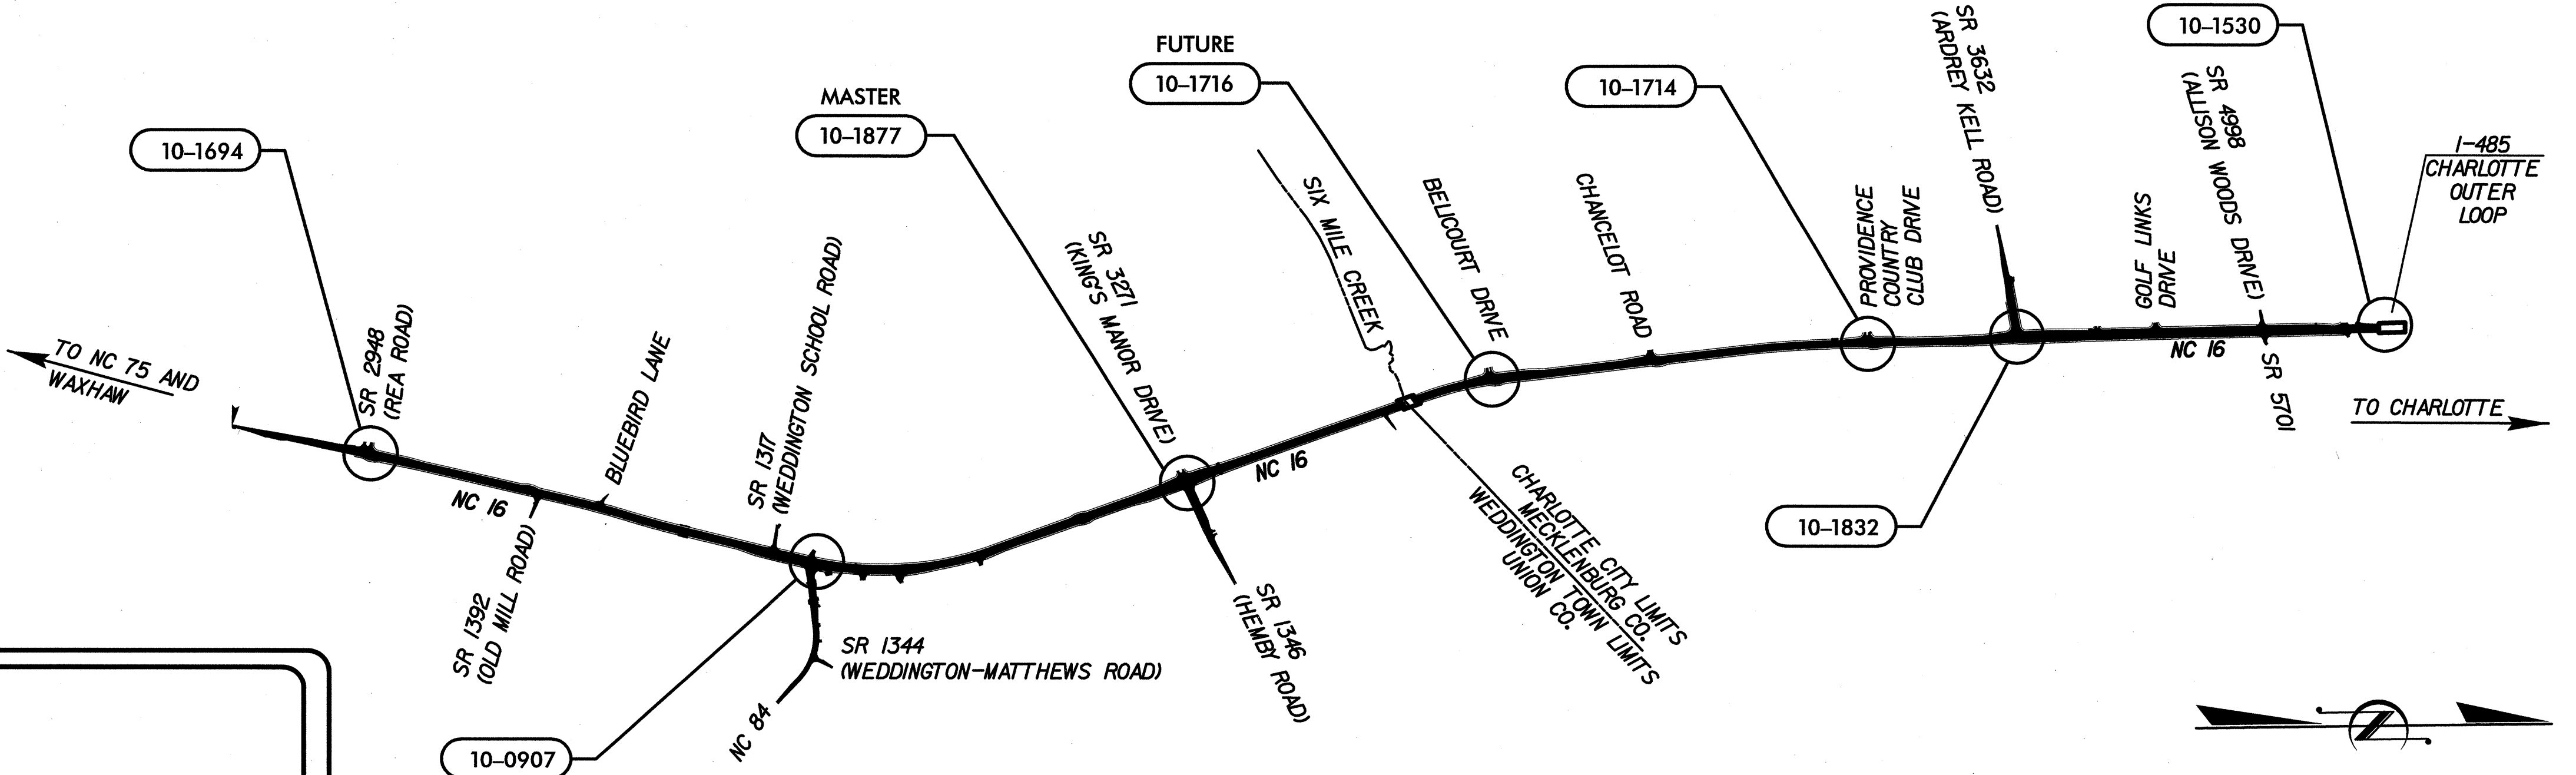 10-1694
MASTER
10-1877
FUTURE
10-1716
10-1714
10-1530
10-1832
10-0907
TO NC 75 AND
WAXHAW
SR 2948
(REA ROAD)
NC 16
SR 1392
(OLD MILL ROAD)
BLUEBIRD LANE
SR 1317
(WEDDINGTON SCHOOL ROAD)
SR 1344
(WEDDINGTON-MATTHEWS ROAD)
NC 84
SR 3271
(KING'S MANOR DRIVE)
NC 16
SR 1346
(HEMBY ROAD)
SIX MILE CREEK
CHARLOTTE CITY LIMITS
MECKLENBURG CO.
WEDDINGTON TOWN LIMITS
UNION CO.
BELICOURT DRIVE
CHANCELOT ROAD
PROVIDENCE
COUNTRY
CLUB DRIVE
SR 3632
(ARDREY KELL ROAD)
GOLF LINKS
DRIVE
NC 16
SR 4998
(ALLISON WOODS DRIVE)
SR 5701
I-485
CHARLOTTE
OUTER
LOOP
TO CHARLOTTE
Z